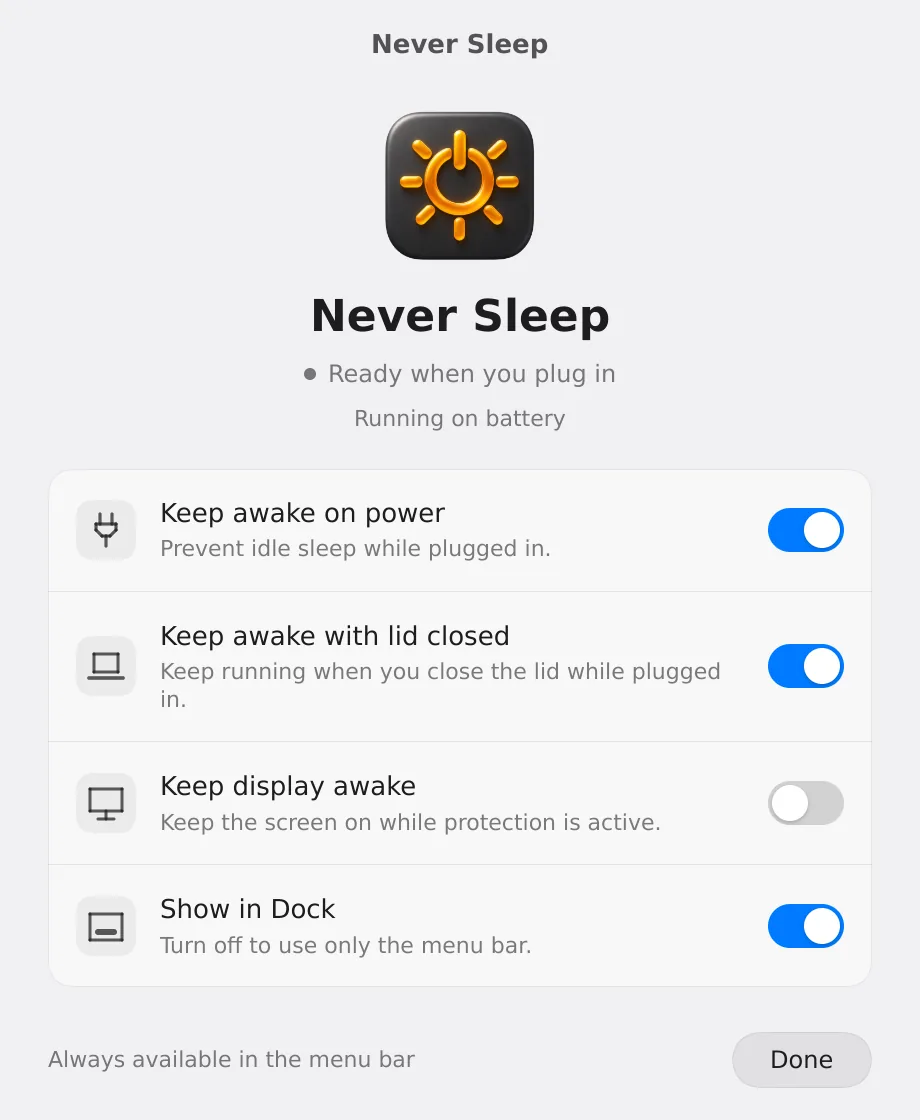 Never Sleep
Never Sleep
Ready when you plug in
Running on battery
Keep awake on power
Prevent idle sleep while plugged in.
Keep awake with lid closed
Keep running when you close the lid while plugged
in.
Keep display awake
Keep the screen on while protection is active.
Show in Dock
Turn off to use only the menu bar.
Always available in the menu bar
Done